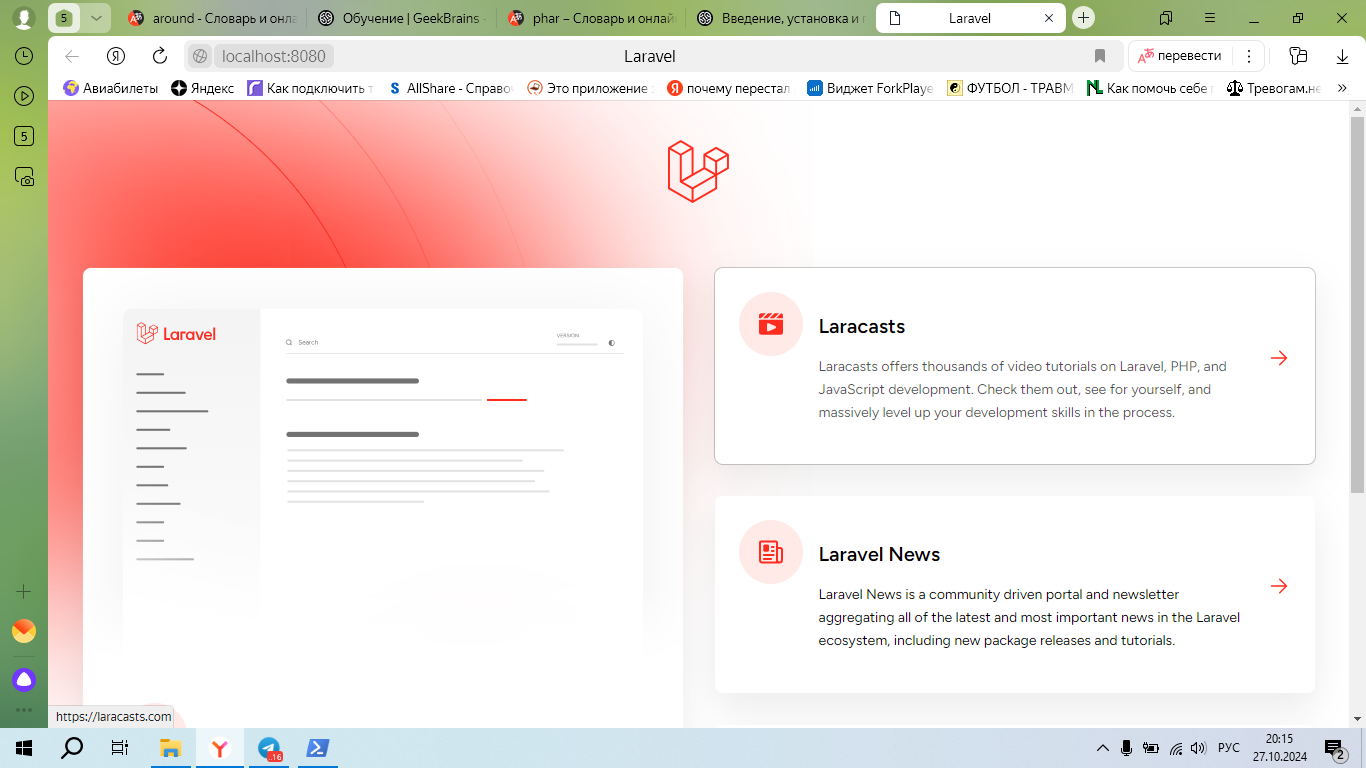 5
around - Словарь и онла
Обучение | GeekBrains -
phar – Словарь и онлай
Введение, установка и
Laravel
localhost:8080
Laravel
перевести
Авиабилеты
Яндекс
Как подключить т
AllShare - Справоч
Это приложение з
почему перестал
Виджет ForkPlaye
ФУТБОЛ - ТРАВМ
Как помочь себе
Тревогам.не
5
Laravel
Search
VERSION
Laracasts
Laracasts offers thousands of video tutorials on Laravel, PHP, and
JavaScript development. Check them out, see for yourself, and
massively level up your development skills in the process.
Laravel News
Laravel News is a community driven portal and newsletter
aggregating all of the latest and most important news in the Laravel
ecosystem, including new package releases and tutorials.
https://laracasts.com
..16
РУС
20:15
27.10.2024
2